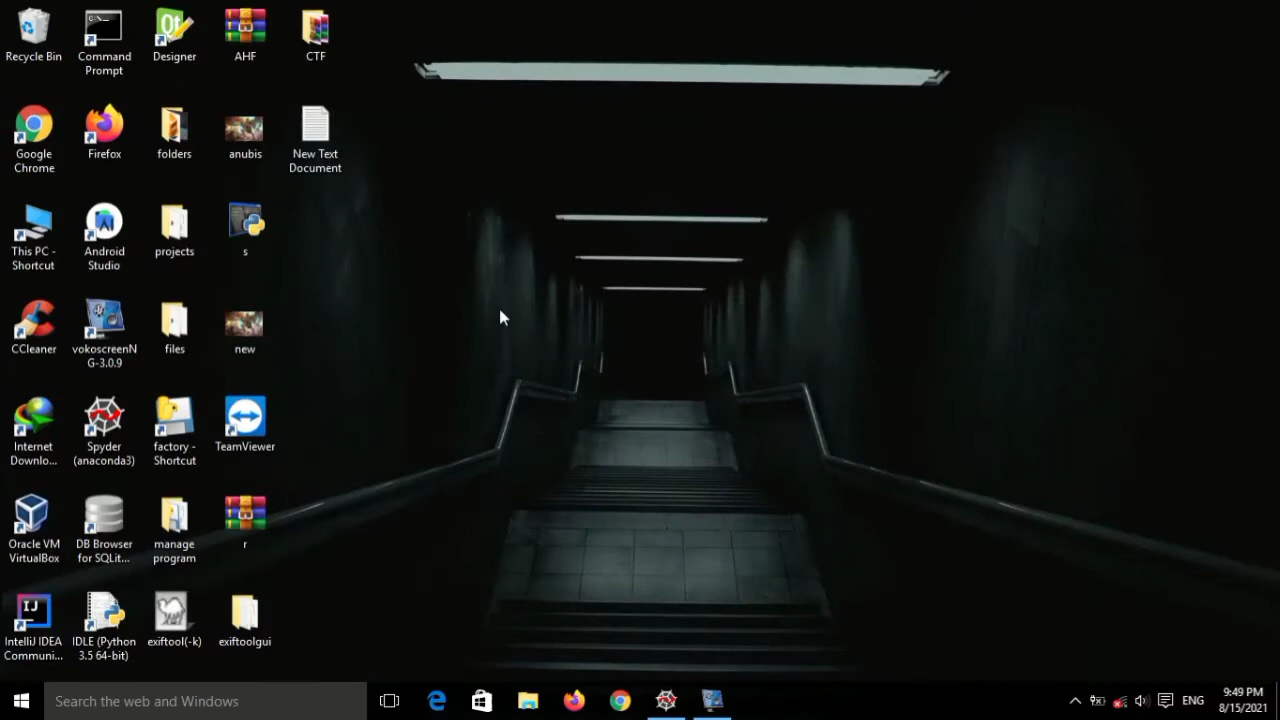 Recycle Bin
Command
Prompt
Designer
AHF
CTF
Google
Chrome
Firefox
folders
anubis
New Text
Document
This PC -
Shortcut
Android
Studio
projects
s
CCleaner
vokoscreenN
G-3.0.9
files
new
Internet
Downlo...
Spyder
(anaconda3)
factory -
Shortcut
TeamViewer
Oracle VM
VirtualBox
DB Browser
for SQLit...
manage
program
r
IntelliJ IDEA
Communi...
IDLE (Python
3.5 64-bit)
exiftool(-k)
exiftoolgui
Search the web and Windows
ENG
9:49 PM
8/15/2021